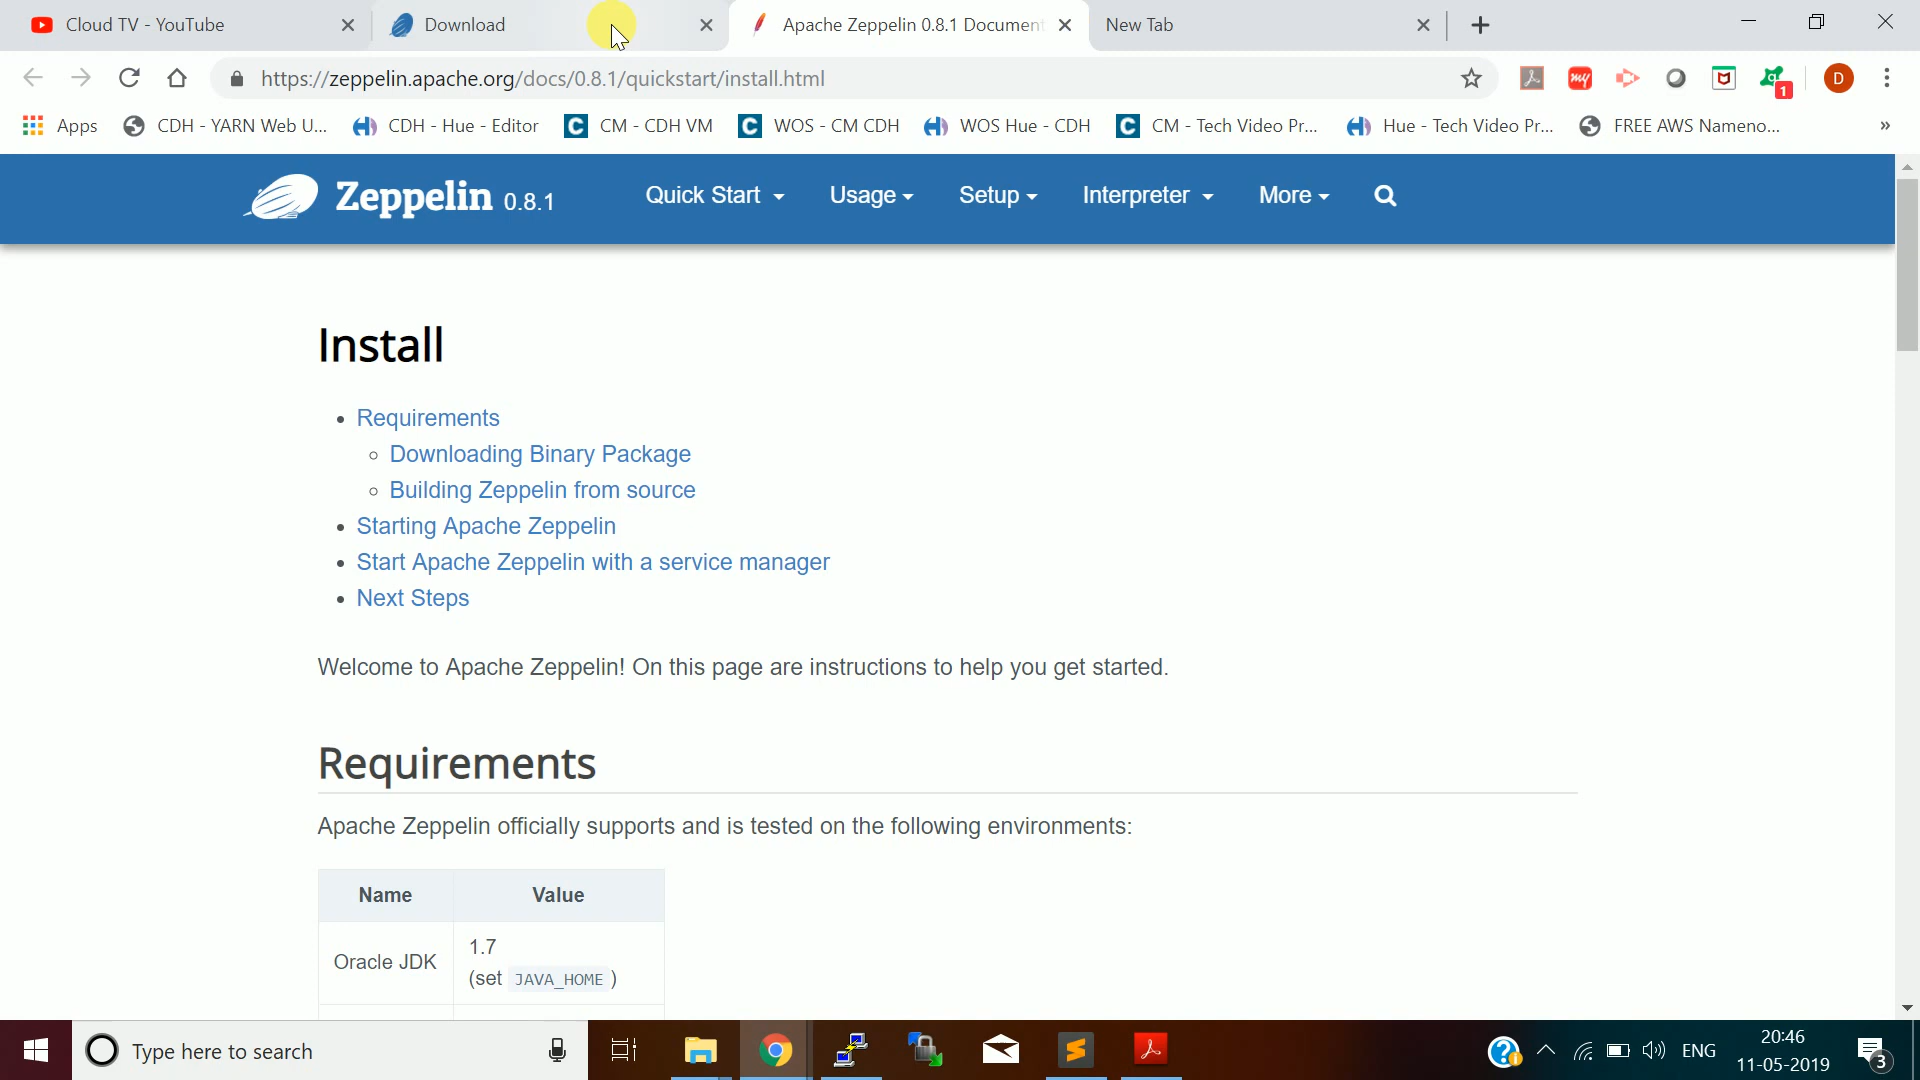 Cloud TV - YouTube
Download
Apache Zeppelin 0.8.1 Document
New Tab
https://zeppelin.apache.org/docs/0.8.1/quickstart/install.html
my
1
D
Apps
CDH - YARN Web U...
CDH - Hue - Editor
C CM - CDH VM
C WOS - CM CDH
WOS Hue - CDH
C CM - Tech Video Pr...
Hue - Tech Video Pr...
FREE AWS Nameno...
»
Zeppelin 0.8.1
Quick Start
Usage
Setup
Interpreter
More
Install
Requirements
Downloading Binary Package
Building Zeppelin from source
Starting Apache Zeppelin
Start Apache Zeppelin with a service manager
Next Steps
Welcome to Apache Zeppelin! On this page are instructions to help you get started.
Requirements
Apache Zeppelin officially supports and is tested on the following environments:
Name Value
Oracle JDK
1.7
(set JAVA_HOME )
Type here to search
ENG
20:46
11-05-2019
3